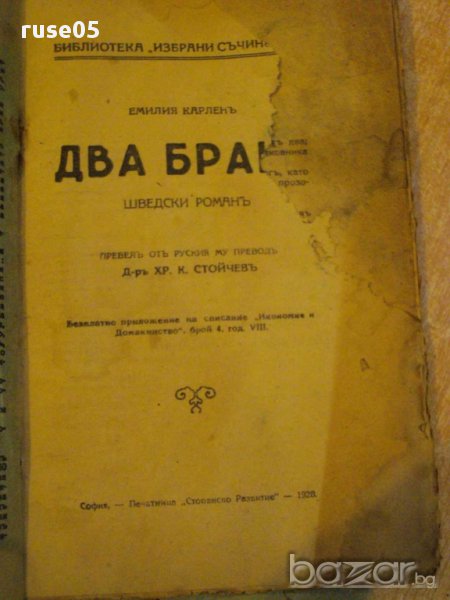 ruse05
БИБЛИОТЕКА „ИЗБРАНИ СЪЧИН
ЕМИЛИЯ КАРЛЕНЪ
ДВА БРА
ШВЕДСКИ РОМАНЪ
ПРЕВЕЛЪ ОТЪ РУСКИЯ МУ ПРЕВОДЪ
Д-ръ ХР. К. СТОЙЧЕВЪ
Безплатно приложение на списание „Икономия и
Домакинство", брой 4, год. VIII.
София. — Печатница „Стопанско Развитие" — 1928.
bazar.bg